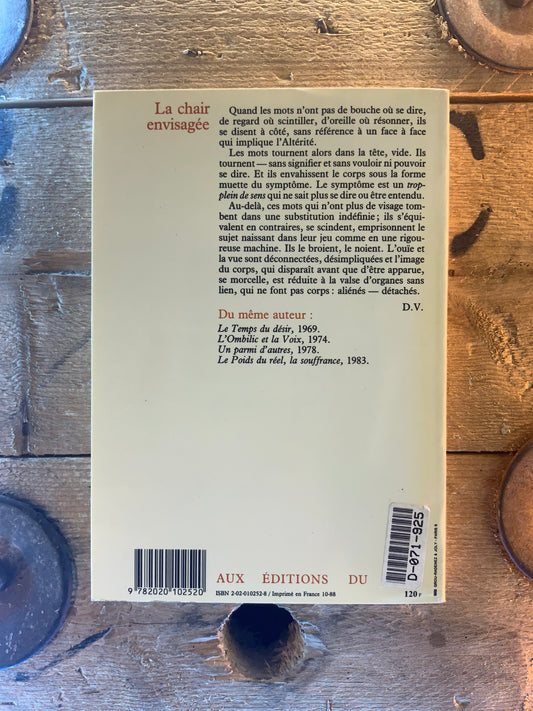 La chair
envisagée
Quand les mots n'ont pas de bouche où se dire,
de regard où scintiller, d'oreille où résonner, ils
se disent à côté, sans référence à un face à face
qui implique l'Altérité.
Les mots tournent alors dans la tête, vide. Ils
tournent — sans signifier et sans vouloir ni pouvoir
se dire. Et ils envahissent le corps sous la forme
muette du symptôme. Le symptôme est un trop-
plein de sens qui ne sait plus se dire ou être entendu.
Au-delà, ces mots qui n'ont plus de visage tom-
bent dans une substitution indéfinie ; ils s'équi-
valent en contraires, se scindent, emprisonnent le
sujet naissant dans leur jeu comme en une rigou-
reuse machine. Ils le broient, le noient. L'ouïe et
la vue sont déconnectées, désimpliquées et l'image
du corps, qui disparaît avant que d'être apparue,
se morcelle, est réduite à la valse d'organes sans
lien, qui ne font pas corps : aliénés — détachés.
D.V.
Du même auteur :
Le Temps du désir, 1969.
L'Ombilic et la Voix, 1974.
Un parmi d'autres, 1978.
Le Poids du réel, la souffrance, 1983.
D-071-925
AUX ÉDITIONS DU
9 782020 102520
ISBN 2-02-010252-8 / Imprimé en France 10-88
120 F